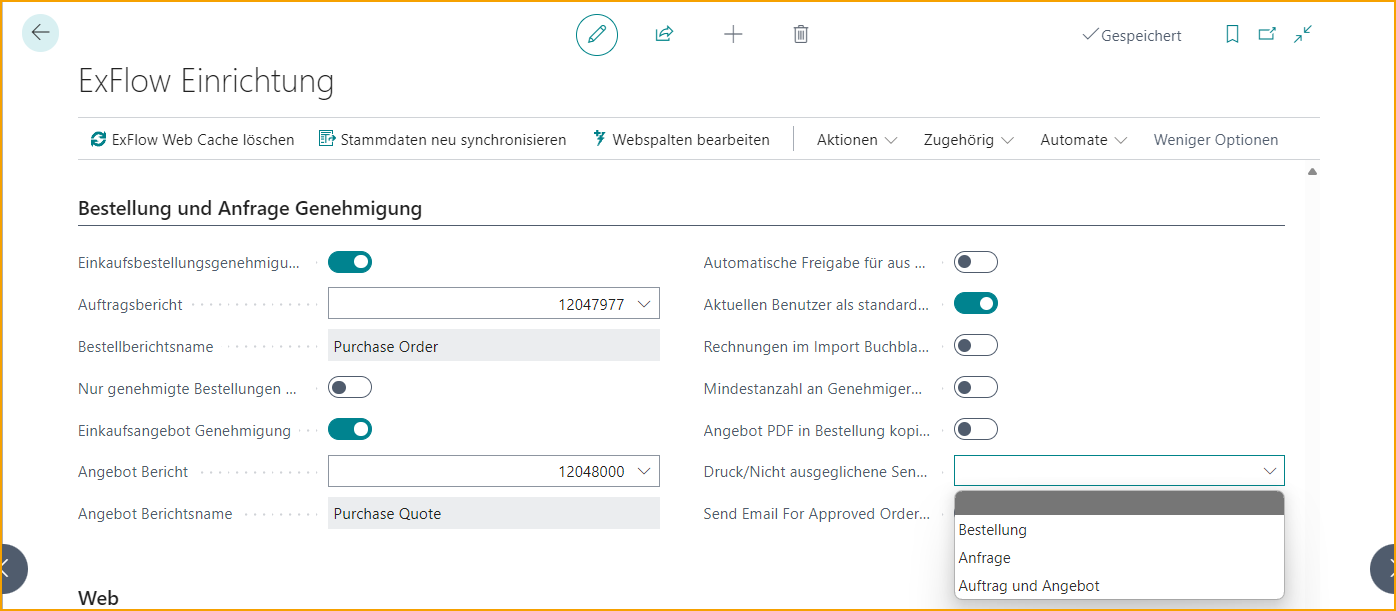 Gespeichert
ExFlow Einrichtung
ExFlow Web Cache löschen Stammdaten neu synchronisieren Webspalten bearbeiten Aktionen Zugehörig Automate Weniger Optionen
Bestellung und Anfrage Genehmigung
Einkaufsbestellungsgenehmigu...
Auftragsbericht 12047977
Bestellberichtsname Purchase Order
Nur genehmigte Bestellungen ...
Einkaufsangebot Genehmigung
Angebot Bericht 12048000
Angebot Berichtsname Purchase Quote
Automatische Freigabe für aus ...
Aktuellen Benutzer als standard...
Rechnungen im Import Buchbla...
Mindestanzahl an Genehmiger...
Angebot PDF in Bestellung kopi...
Druck/Nicht ausgeglichene Sen...
Send Email For Approved Order...
Bestellung
Anfrage
Auftrag und Angebot
Web